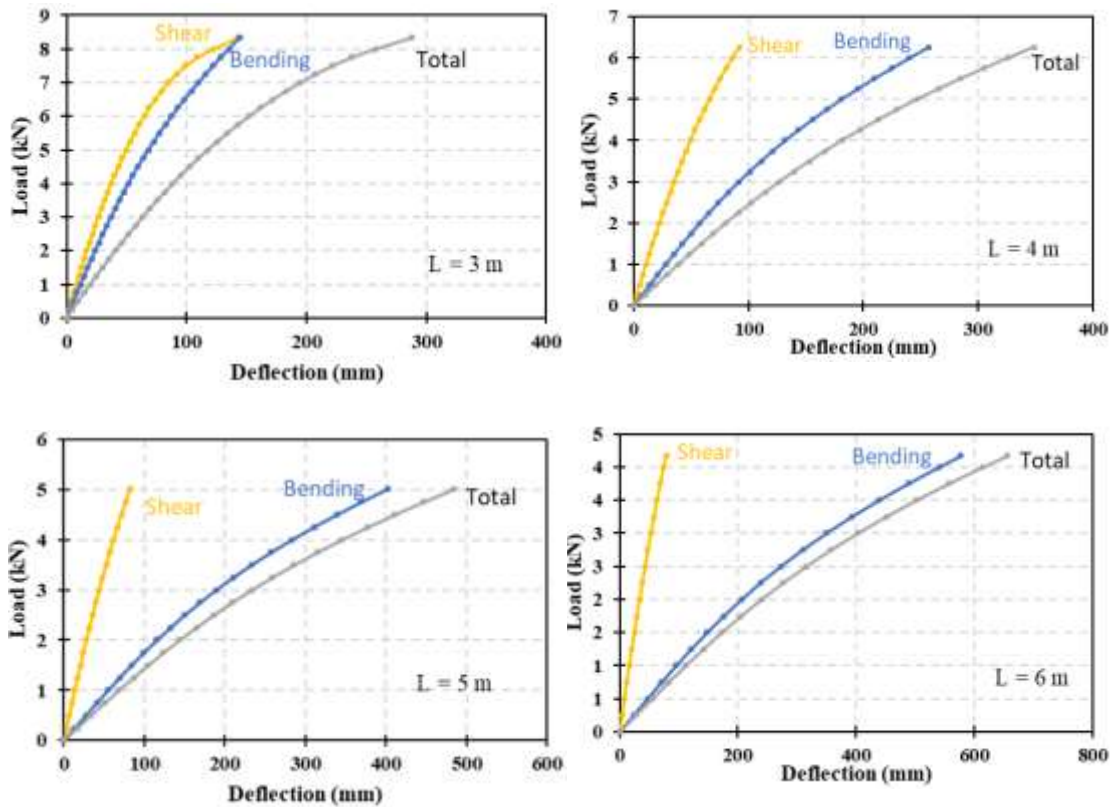 9
8
7
6
5
4
3
2
1
0
Load (kN)
Shear
Bending
Total
L = 3 m
0 100 200 300 400
Deflection (mm)
7
6
5
4
3
2
1
0
Load (kN)
Shear
Bending
Total
L = 4 m
0 100 200 300 400
Deflection (mm)
6
5
4
3
2
1
0
Load (kN)
Bending
Total
Shear
L = 5 m
0 100 200 300 400 500 600
Deflection (mm)
5
4
4
3
3
2
2
1
1
0
Load (kN)
Shear
Bending
Total
L = 6 m
0 200 400 600 800
Deflection (mm)